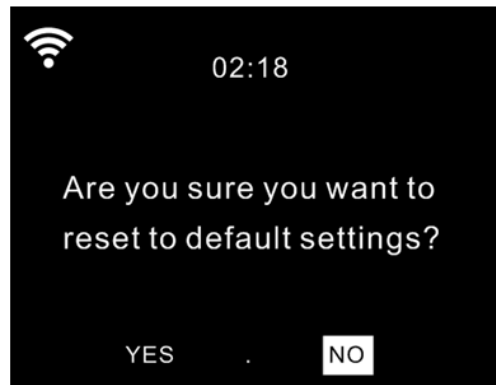 02:18
Are you sure you want to
reset to default settings?
YES . NO